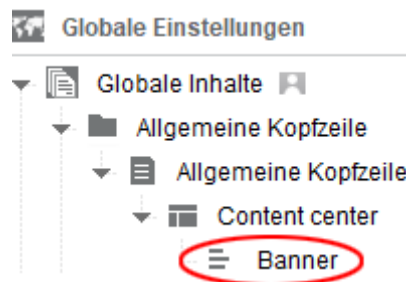 Globale Einstellungen
Globale Inhalte
Allgemeine Kopfzeile
Allgemeine Kopfzeile
Content center
Banner